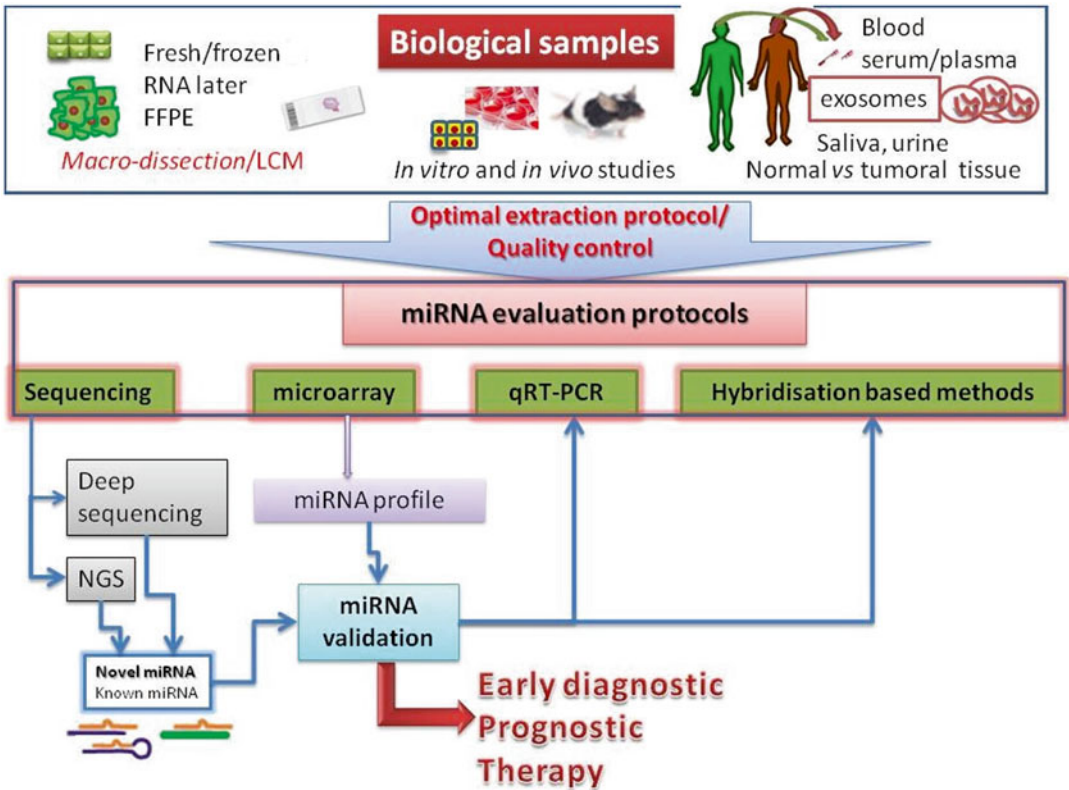 Biological samples
Fresh/frozen
RNA later
FFPE
Macro-dissection/LCM
In vitro and in vivo studies
Blood
serum/plasma
exosomes
Saliva, urine
Normal vs tumoral tissue
Optimal extraction protocol/
Quality control
miRNA evaluation protocols
Sequencing
microarray
qRT-PCR
Hybridisation based methods
Deep
sequencing
miRNA profile
NGS
miRNA
validation
Novel miRNA
Known miRNA
Early diagnostic
Prognostic
Therapy